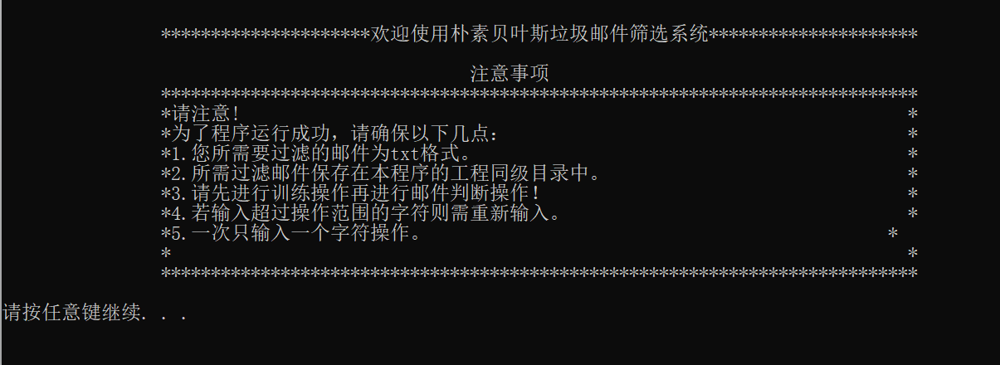 *********************欢迎使用朴素贝叶斯垃圾邮件筛选系统*********************
注意事项
****************************************************************************
*请注意!                                                                   *
*为了程序运行成功，请确保以下几点：                                         *
*1.您所需要过滤的邮件为txt格式。                                            *
*2.所需过滤邮件保存在本程序的工程同级目录中。                               *
*3.请先进行训练操作再进行邮件判断操作!                                     *
*4.若输入超过操作范围的字符则需重新输入。                                   *
*5.一次只输入一个字符操作。                                               *
*                                                                          *
****************************************************************************
请按任意键继续. . .